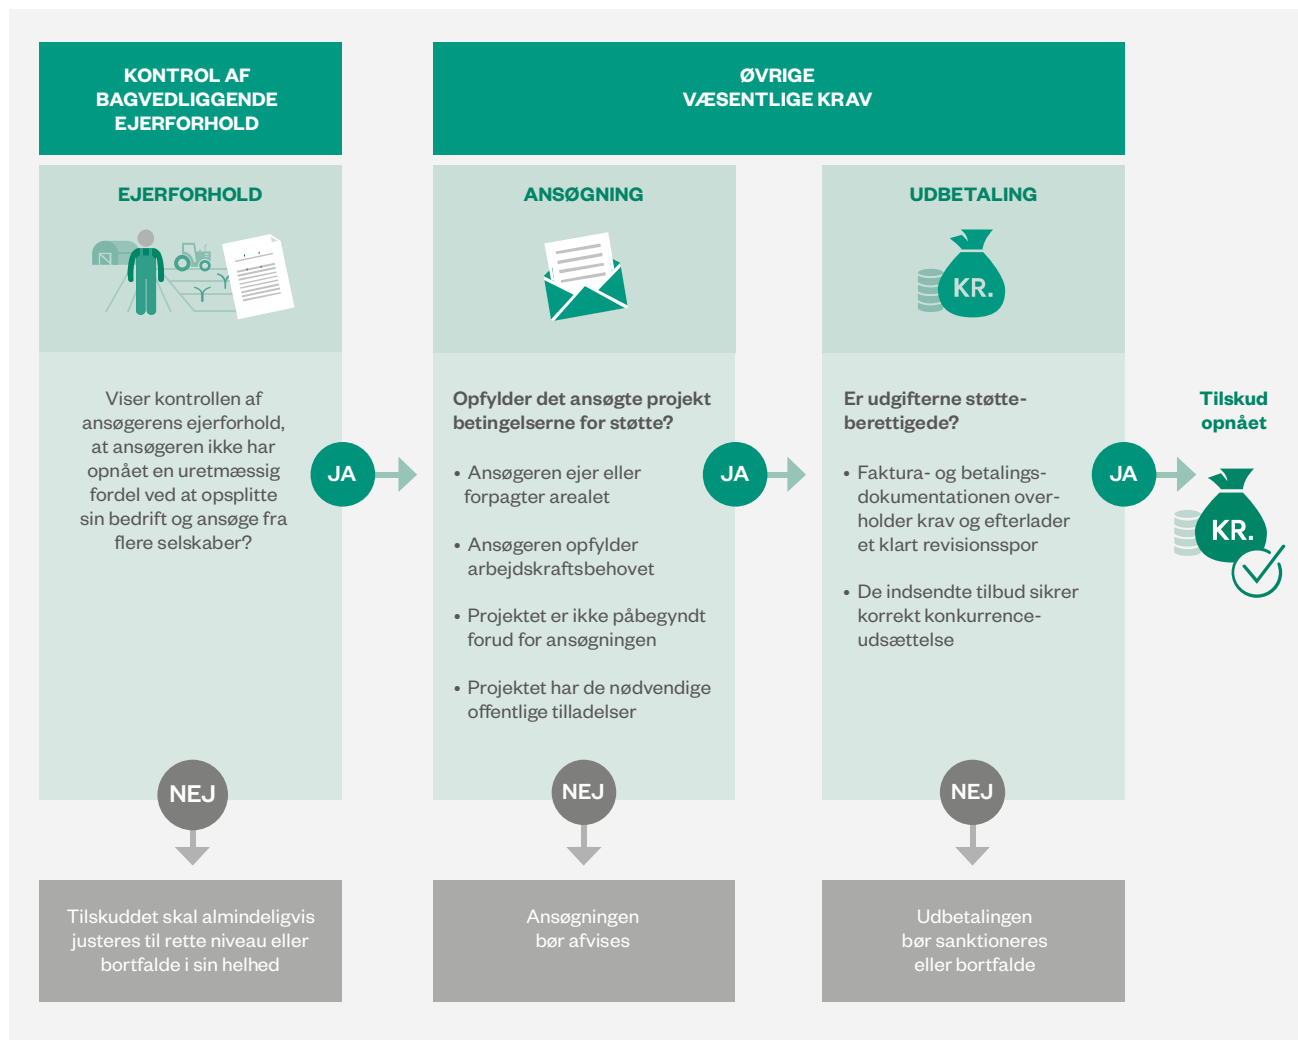 KONTROL AF
BAGVEDLIGGENDE
EJERFORHOLD
ØVRIGE
VÆSENTLIGE KRAV
EJERFORHOLD
Viser kontrollen af
ansøgerens ejerforhold,
at ansøgeren ikke har
opnået en uretmæssig
fordel ved at opsplitte
sin bedrift og ansøge fra
flere selskaber?
JA
NEJ
Tilskuddet skal almindeligvis
justeres til rette niveau eller
bortfalde i sin helhed
ANSØGNING
Opfylder det ansøgte projekt
betingelserne for støtte?
• Ansøgeren ejer eller
forpagter arealet
• Ansøgeren opfylder
arbejdskraftsbehovet
• Projektet er ikke påbegyndt
forud for ansøgningen
• Projektet har de nødvendige
offentlige tilladelser
JA
NEJ
Ansøgningen
bør afvises
UDBETALING
KR.
Er udgifterne støtte-
berettigede?
• Faktura- og betalings-
dokumentationen over-
holder krav og efterlader
et klart revisionsspor
• De indsendte tilbud sikrer
korrekt konkurrence-
udsættelse
JA
NEJ
Udbetalingen
bør sanktioneres
eller bortfalde
Tilskud
opnået
KR.